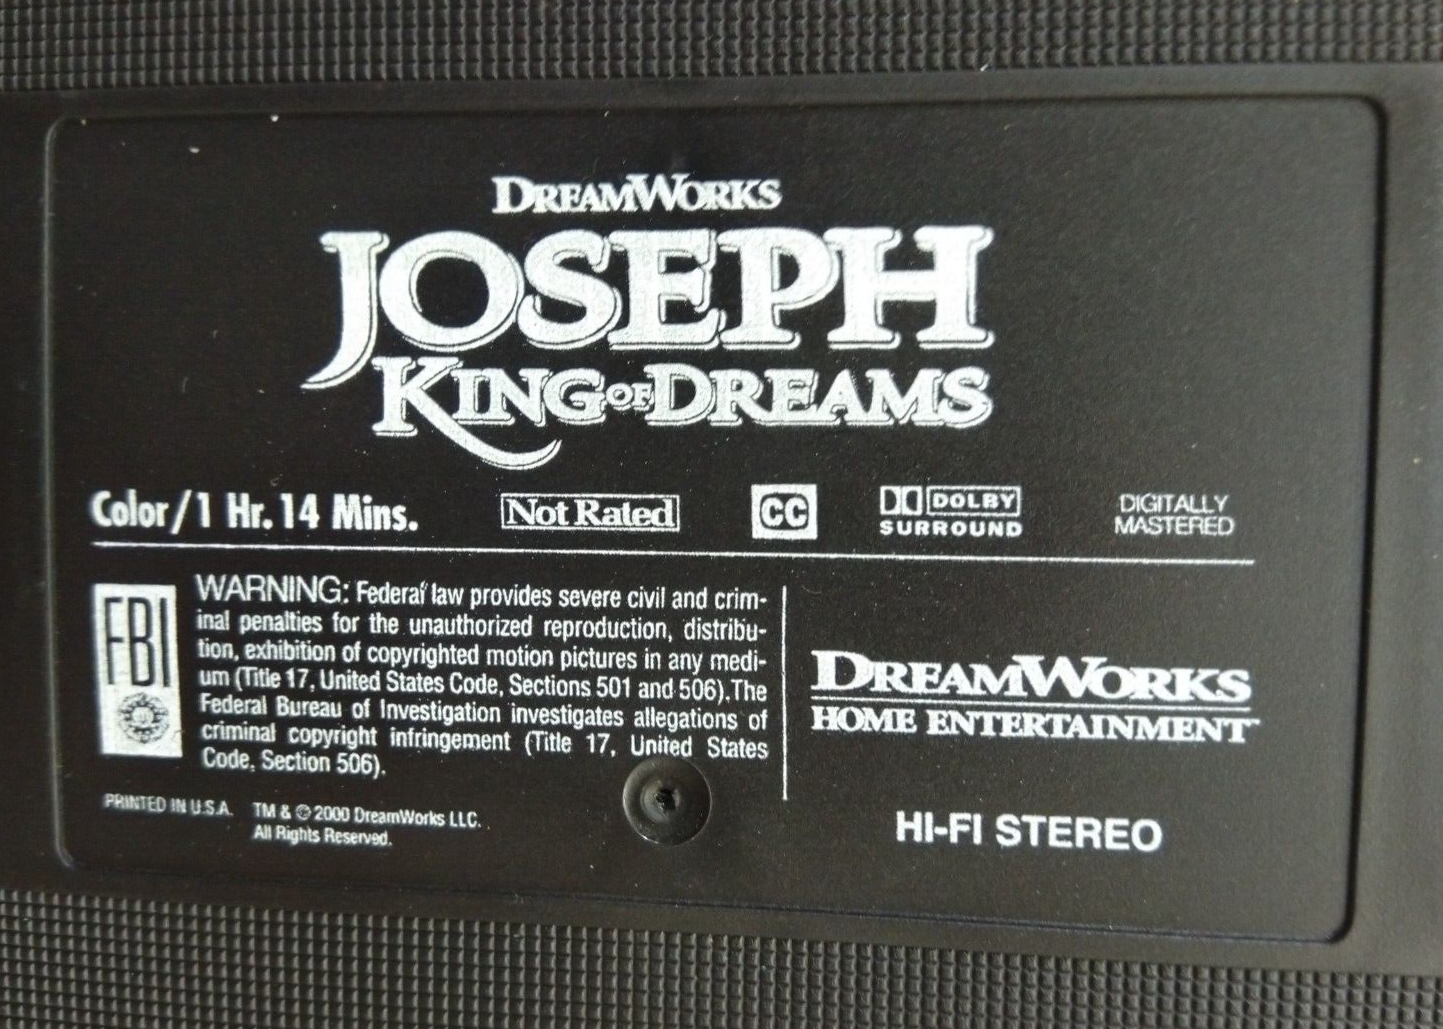 DREAMWORKS
JOSEPH
KING OF DREAMS
Color/1 Hr. 14 Mins.
Not Rated
CC
DOLBY
SURROUND
DIGITALLY
MASTERED
FBI
WARNING: Federal law provides severe civil and crim-
inal penalties for the unauthorized reproduction, distribu-
tion, exhibition of copyrighted motion pictures in any medi-
um (Title 17, United States Code, Sections 501 and 506).The
Federal Bureau of Investigation investigates allegations of
criminal copyright infringement (Title 17, United States
Code, Section 506).
PRINTED IN U.S.A. TM & © 2000 DreamWorks LLC.
All Rights Reserved.
DREAMWORKS
HOME ENTERTAINMENT™
HI-FI STEREO